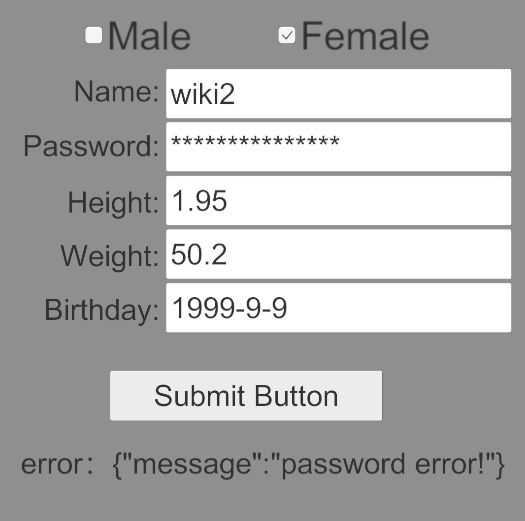 Male Female
Name: wiki2
Password: ***************
Height: 1.95
Weight: 50.2
Birthday: 1999-9-9
Submit Button
error： {"message":"password error!"}